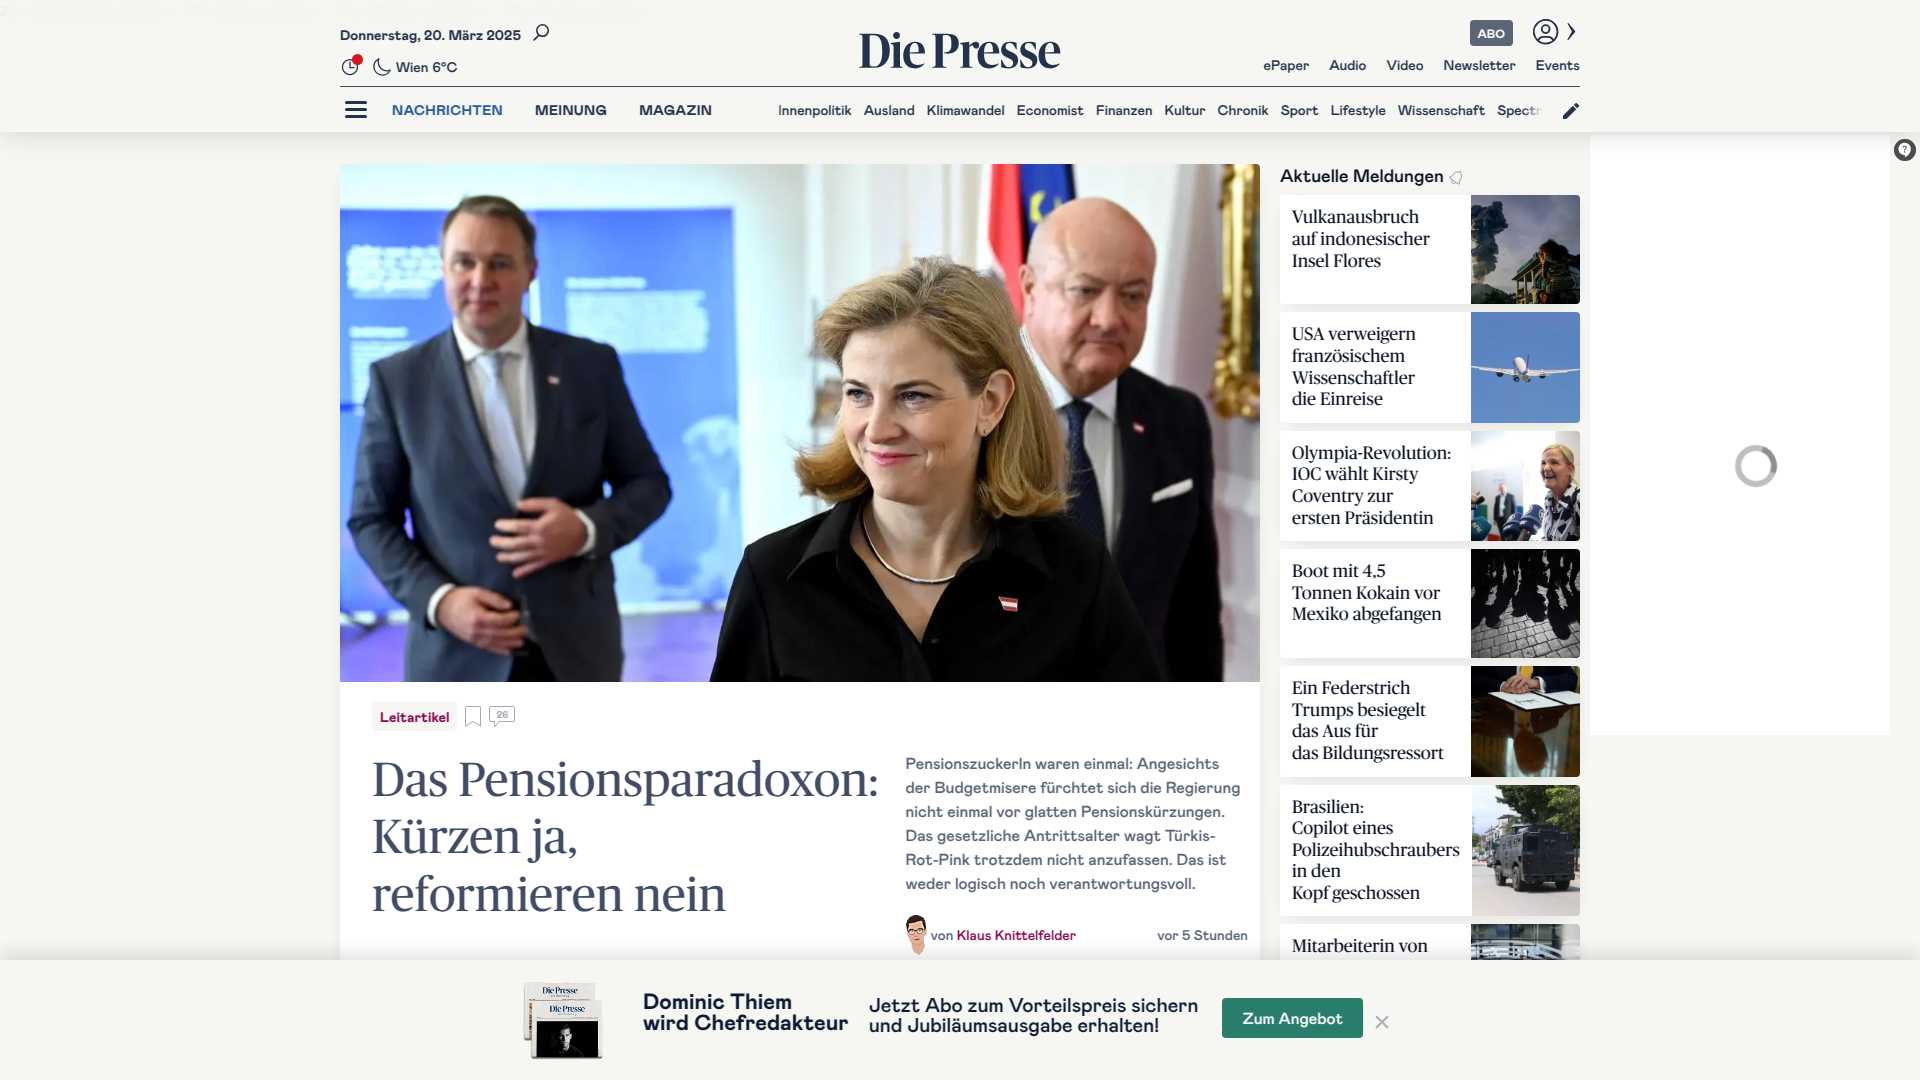 Donnerstag, 20. März 2025
Wien 6°C
Die Presse
ABO
ePaper Audio Video Newsletter Events
NACHRICHTEN MEINUNG MAGAZIN
Innenpolitik Ausland Klimawandel Economist Finanzen Kultur Chronik Sport Lifestyle Wissenschaft Spectr
Leitartikel
26
Das Pensionsparadoxon:
Kürzen ja,
reformieren nein
Pensionszuckerln waren einmal: Angesichts
der Budgetmisere fürchtet sich die Regierung
nicht einmal vor glatten Pensionskürzungen.
Das gesetzliche Antrittsalter wagt Türkis-
Rot-Pink trotzdem nicht anzufassen. Das ist
weder logisch noch verantwortungsvoll.
von Klaus Knittelfelder
vor 5 Stunden
Aktuelle Meldungen
Vulkanausbruch
auf indonesischer
Insel Flores
USA verweigern
französischem
Wissenschaftler
die Einreise
Olympia-Revolution:
IOC wählt Kirsty
Coventry zur
ersten Präsidentin
Boot mit 4,5
Tonnen Kokain vor
Mexiko abgefangen
Ein Federstrich
Trumps besiegelt
das Aus für
das Bildungsressort
Brasilien:
Copilot eines
Polizeihubschraubers
in den
Kopf geschossen
Mitarbeiterin von
Die Presse
Die Presse
Dominic Thiem
wird Chefredakteur
Jetzt Abo zum Vorteilspreis sichern
und Jubiläumsausgabe erhalten!
Zum Angebot